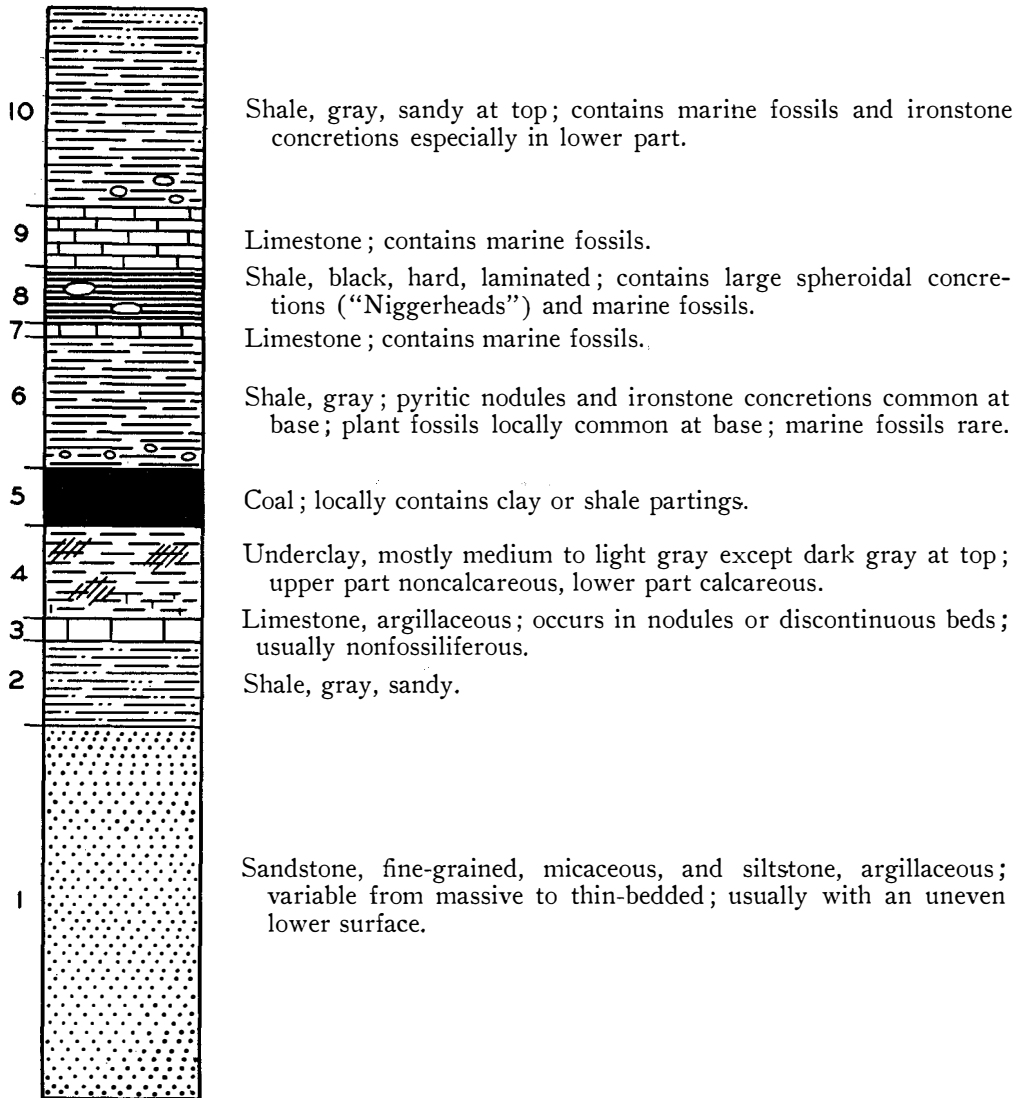 10
Shale, gray, sandy at top; contains marine fossils and ironstone
concretions especially in lower part.
9
Limestone; contains marine fossils.
8
Shale, black, hard, laminated; contains large spheroidal concre-
tions (“Niggerheads”) and marine fossils.
7
Limestone; contains marine fossils.
6
Shale, gray; pyritic nodules and ironstone concretions common at
base; plant fossils locally common at base; marine fossils rare.
5
Coal; locally contains clay or shale partings.
4
Underclay, mostly medium to light gray except dark gray at top;
upper part noncalcareous, lower part calcareous.
3
Limestone, argillaceous; occurs in nodules or discontinuous beds;
usually nonfossiliferous.
2
Shale, gray, sandy.
1
Sandstone, fine-grained, micaceous, and siltstone, argillaceous;
variable from massive to thin-bedded; usually with an uneven
lower surface.